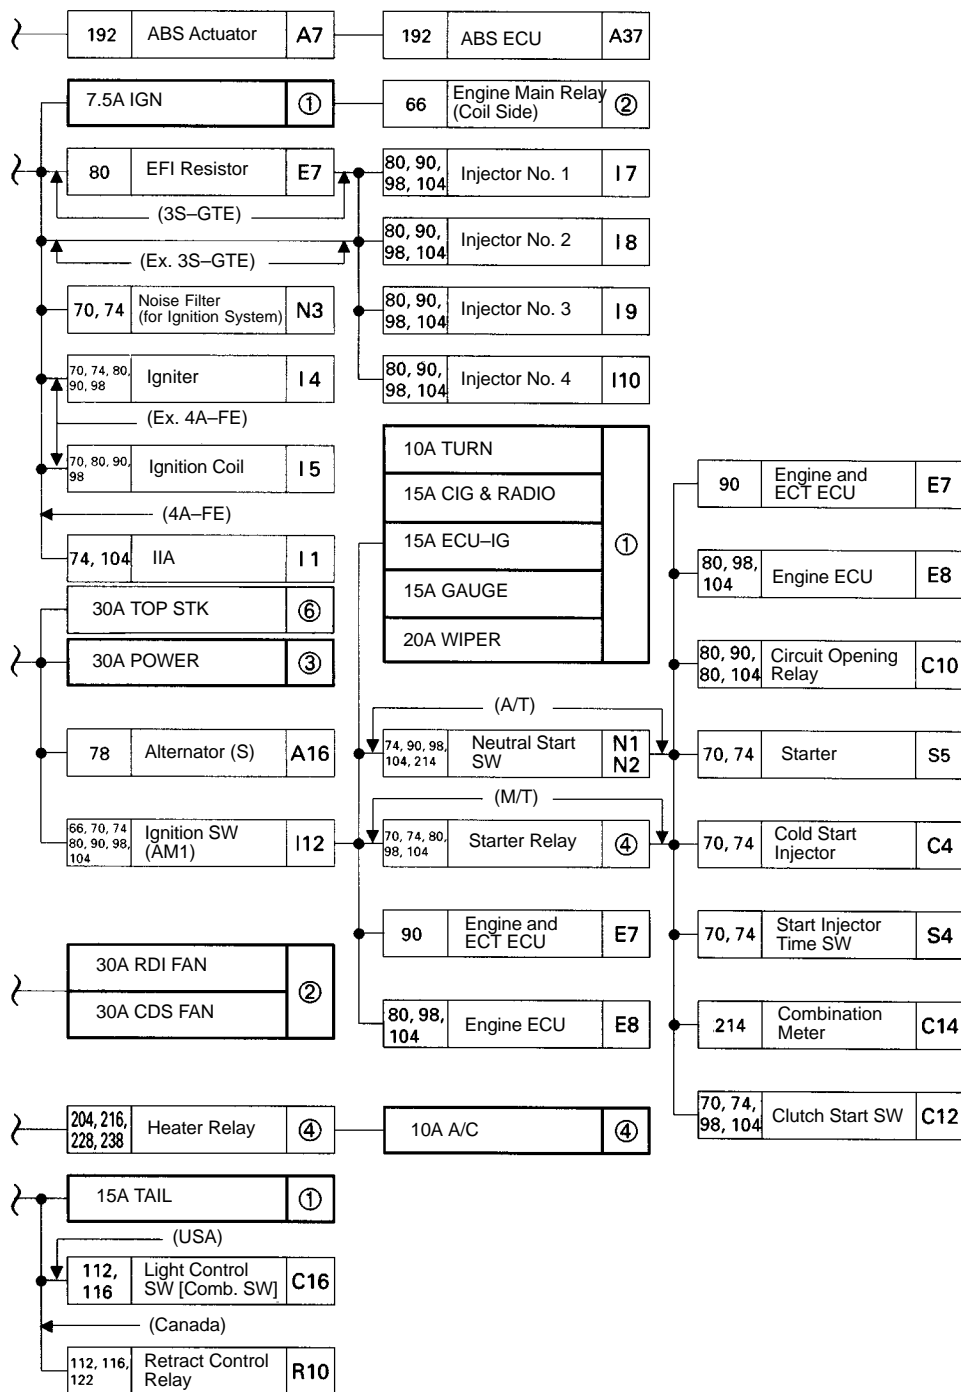 192 ABS Actuator A7
192 ABS ECU A37
7.5A IGN ①
66 Engine Main Relay (Coil Side) ②
80 EFI Resistor E7
80, 90, 98, 104 Injector No. 1 I 7
(3S–GTE)
80, 90, 98, 104 Injector No. 2 I 8
(Ex. 3S–GTE)
70, 74 Noise Filter (for Ignition System) N3
80, 90, 98, 104 Injector No. 3 I 9
70, 74, 80, 90, 98 Igniter I 4
80, 90, 98, 104 Injector No. 4 I10
(Ex. 4A–FE)
70, 80, 90, 98 Ignition Coil I 5
(4A–FE)
74, 104 IIA I 1
10A TURN
15A CIG & RADIO
15A ECU–IG
15A GAUGE
20A WIPER
①
90 Engine and ECT ECU E7
80, 98, 104 Engine ECU E8
80, 90, 80, 104 Circuit Opening Relay C10
30A TOP STK ⑥
30A POWER ③
(A/T)
78 Alternator (S) A16
74, 90, 98, 104, 214 Neutral Start SW N1 N2
70, 74 Starter S5
(M/T)
66, 70, 74 80, 90, 98, 104 Ignition SW (AM1) I12
70, 74, 80, 98, 104 Starter Relay ④
70, 74 Cold Start Injector C4
90 Engine and ECT ECU E7
70, 74 Start Injector Time SW S4
30A RDI FAN
30A CDS FAN
②
80, 98, 104 Engine ECU E8
214 Combination Meter C14
204, 216, 228, 238 Heater Relay ④
10A A/C ④
70, 74, 98, 104 Clutch Start SW C12
15A TAIL ①
(USA)
112, 116 Light Control SW [Comb. SW] C16
(Canada)
112, 116, 122 Retract Control Relay R10